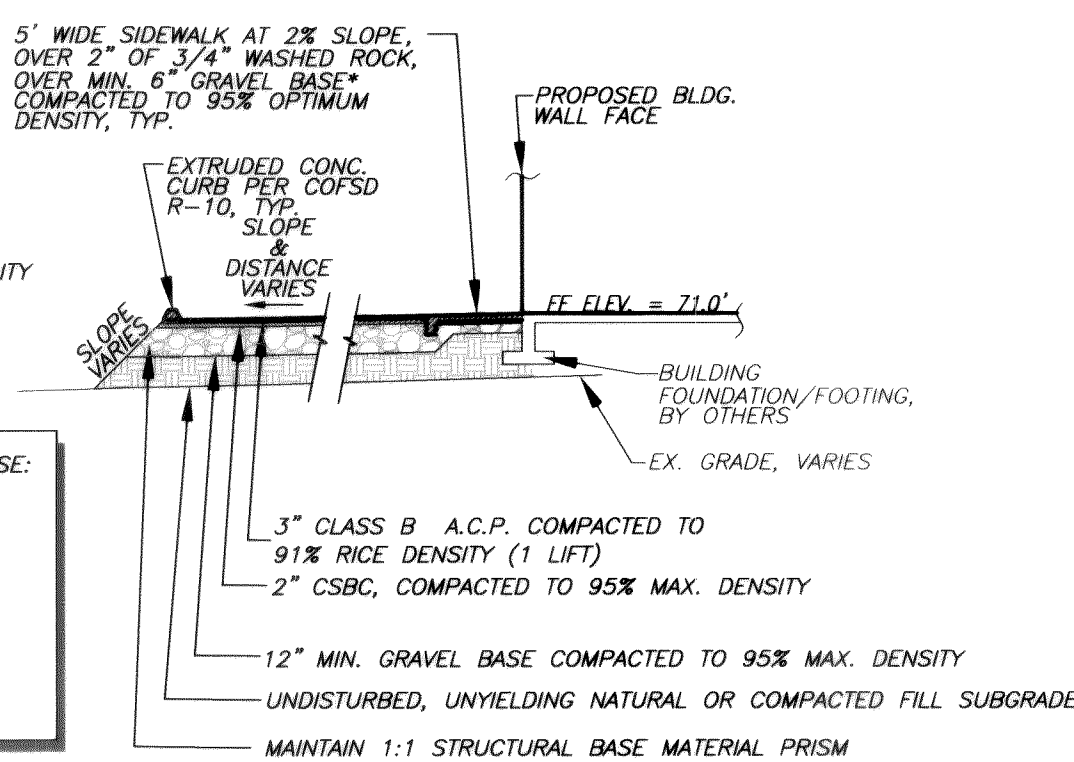 5' WIDE SIDEWALK AT 2% SLOPE,
OVER 2" OF 3/4" WASHED ROCK,
OVER MIN. 6" GRAVEL BASE*
COMPACTED TO 95% OPTIMUM
DENSITY, TYP.
PROPOSED BLDG.
WALL FACE
EXTRUDED CONC.
CURB PER COFSD
R-10, TYP.
SLOPE
&
DISTANCE
VARIES
ITY
SLOPE
VARIES
FF ELEV. = 71.0'
BUILDING
FOUNDATION/FOOTING,
BY OTHERS
EX. GRADE, VARIES
SE:
3" CLASS B A.C.P. COMPACTED TO
91% RICE DENSITY (1 LIFT)
2" CSBC, COMPACTED TO 95% MAX. DENSITY
12" MIN. GRAVEL BASE COMPACTED TO 95% MAX. DENSITY
UNDISTURBED, UNYIELDING NATURAL OR COMPACTED FILL SUBGRADE
MAINTAIN 1:1 STRUCTURAL BASE MATERIAL PRISM